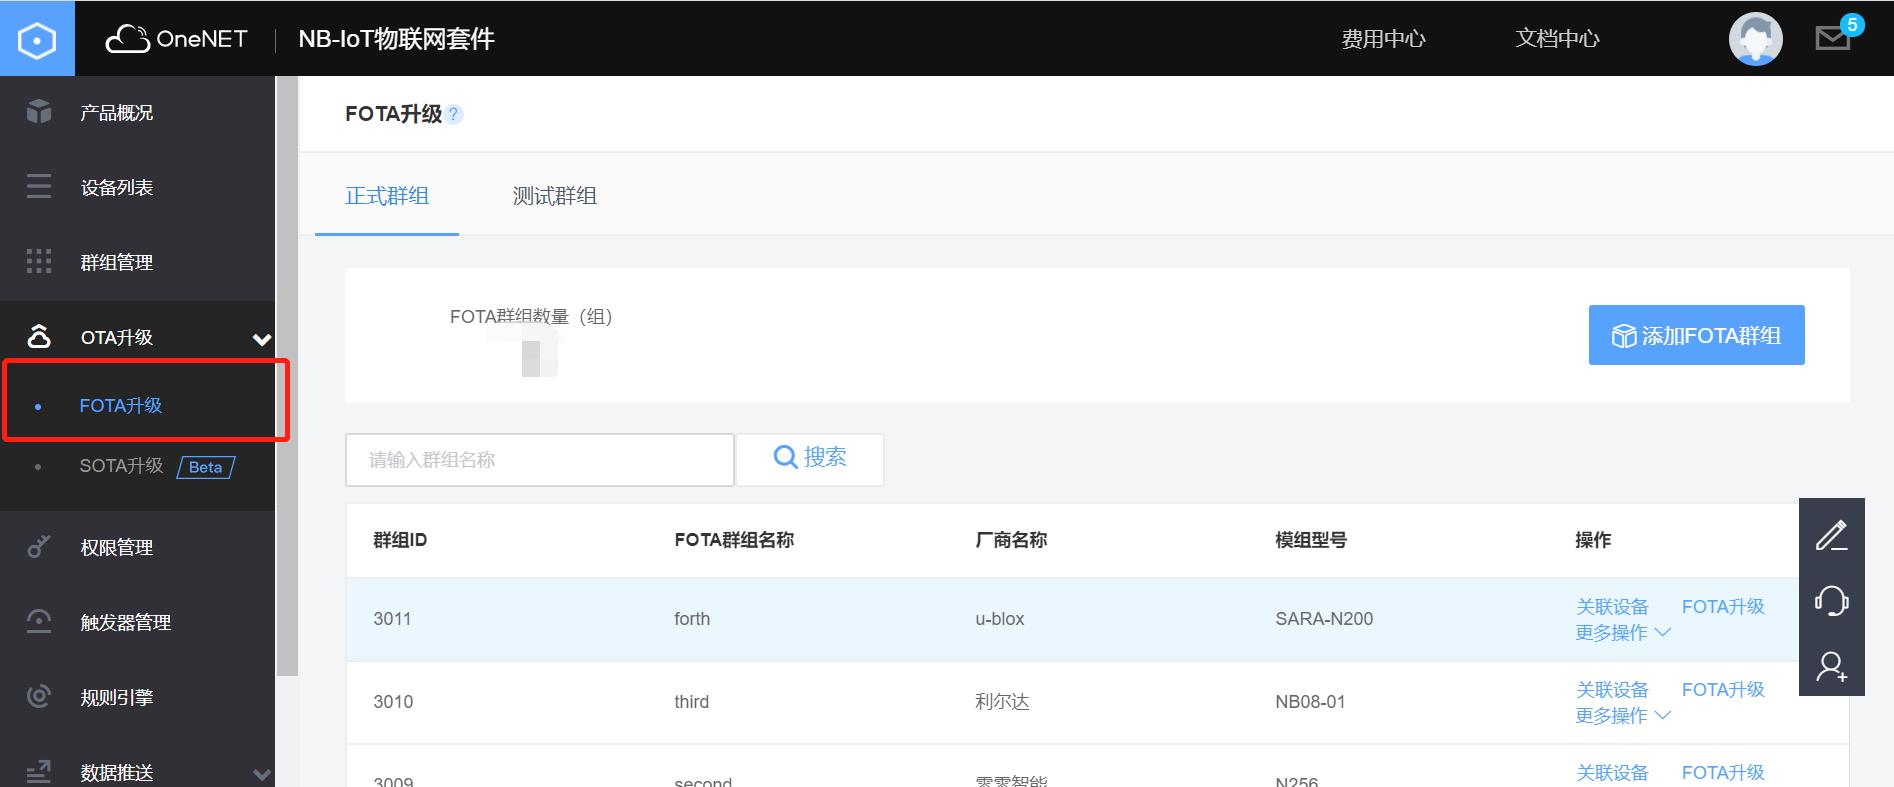 OneNET
NB-IoT物联网套件
费用中心
文档中心
5
产品概况
设备列表
群组管理
OTA升级
FOTA升级
SOTA升级 Beta
权限管理
触发器管理
规则引擎
数据推送
FOTA升级 ?
正式群组 测试群组
FOTA群组数量（组）
添加FOTA群组
请输入群组名称 搜索
群组ID FOTA群组名称 厂商名称 模组型号 操作
3011 forth u-blox SARA-N200 关联设备 FOTA升级
更多操作
3010 third 利尔达 NB08-01 关联设备 FOTA升级
更多操作
3009 second 零零智能 N256 关联设备 FOTA升级